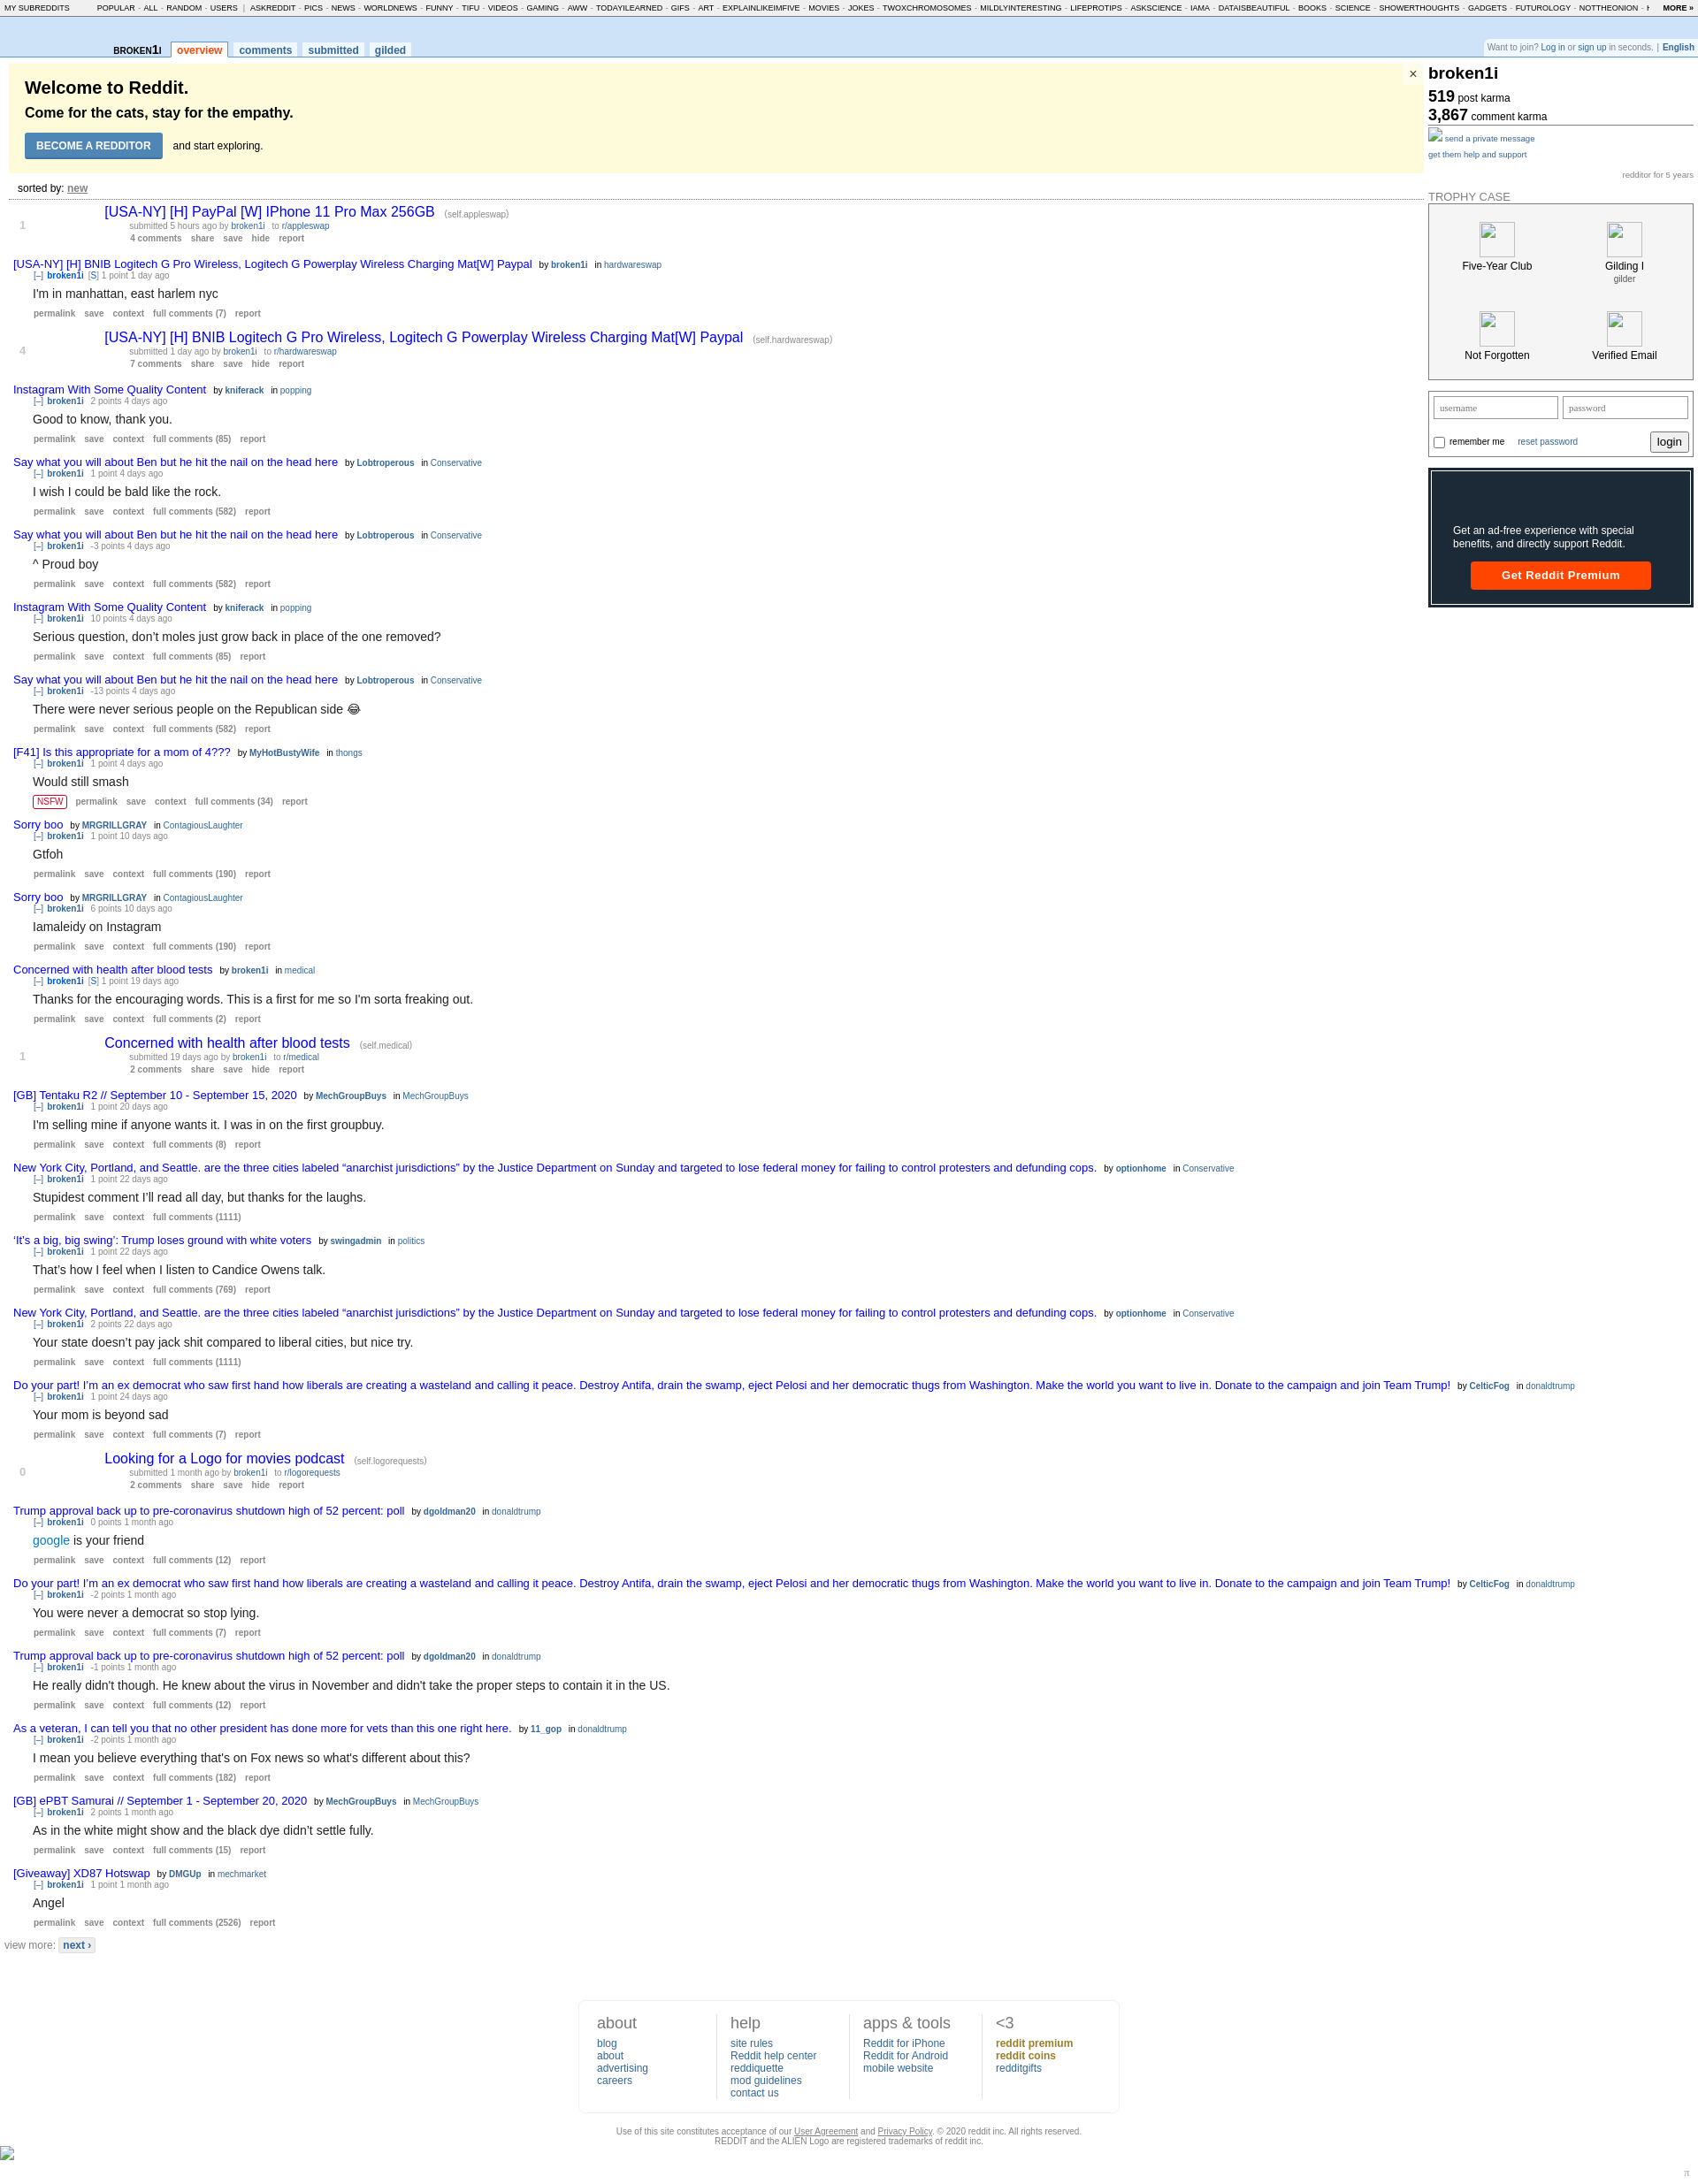 MY SUBREDDITS POPULAR - ALL - RANDOM - USERS | ASKREDDIT - PICS - NEWS - WORLDNEWS - FUNNY - TIFU - VIDEOS - GAMING - AWW - TODAYILEARNED - GIFS - ART - EXPLAINLIKEIMFIVE - MOVIES - JOKES - TWOXCHROMOSOMES - MILDLYINTERESTING - LIFEPROTIPS - ASKSCIENCE - IAMA - DATAISBEAUTIFUL - BOOKS - SCIENCE - SHOWERTHOUGHTS - GADGETS - FUTUROLOGY - NOTTHEONION - MORE »
BROKEN1I overview comments submitted gilded
Want to join? Log in or sign up in seconds. | English
Welcome to Reddit.
Come for the cats, stay for the empathy.
BECOME A REDDITOR and start exploring.
×
sorted by: new
1
[USA-NY] [H] PayPal [W] IPhone 11 Pro Max 256GB (self.appleswap)
submitted 5 hours ago by broken1i to r/appleswap
4 comments share save hide report
[USA-NY] [H] BNIB Logitech G Pro Wireless, Logitech G Powerplay Wireless Charging Mat[W] Paypal by broken1i in hardwareswap
[–] broken1i [S] 1 point 1 day ago
I'm in manhattan, east harlem nyc
permalink save context full comments (7) report
4
[USA-NY] [H] BNIB Logitech G Pro Wireless, Logitech G Powerplay Wireless Charging Mat[W] Paypal (self.hardwareswap)
submitted 1 day ago by broken1i to r/hardwareswap
7 comments share save hide report
Instagram With Some Quality Content by kniferack in popping
[–] broken1i 2 points 4 days ago
Good to know, thank you.
permalink save context full comments (85) report
Say what you will about Ben but he hit the nail on the head here by Lobtroperous in Conservative
[–] broken1i 1 point 4 days ago
I wish I could be bald like the rock.
permalink save context full comments (582) report
Say what you will about Ben but he hit the nail on the head here by Lobtroperous in Conservative
[–] broken1i -3 points 4 days ago
^ Proud boy
permalink save context full comments (582) report
Instagram With Some Quality Content by kniferack in popping
[–] broken1i 10 points 4 days ago
Serious question, don’t moles just grow back in place of the one removed?
permalink save context full comments (85) report
Say what you will about Ben but he hit the nail on the head here by Lobtroperous in Conservative
[–] broken1i -13 points 4 days ago
There were never serious people on the Republican side 😂
permalink save context full comments (582) report
[F41] Is this appropriate for a mom of 4??? by MyHotBustyWife in thongs
[–] broken1i 1 point 4 days ago
Would still smash
NSFW permalink save context full comments (34) report
Sorry boo by MRGRILLGRAY in ContagiousLaughter
[–] broken1i 1 point 10 days ago
Gtfoh
permalink save context full comments (190) report
Sorry boo by MRGRILLGRAY in ContagiousLaughter
[–] broken1i 6 points 10 days ago
Iamaleidy on Instagram
permalink save context full comments (190) report
Concerned with health after blood tests by broken1i in medical
[–] broken1i [S] 1 point 19 days ago
Thanks for the encouraging words. This is a first for me so I'm sorta freaking out.
permalink save context full comments (2) report
1
Concerned with health after blood tests (self.medical)
submitted 19 days ago by broken1i to r/medical
2 comments share save hide report
[GB] Tentaku R2 // September 10 - September 15, 2020 by MechGroupBuys in MechGroupBuys
[–] broken1i 1 point 20 days ago
I'm selling mine if anyone wants it. I was in on the first groupbuy.
permalink save context full comments (8) report
New York City, Portland, and Seattle. are the three cities labeled “anarchist jurisdictions” by the Justice Department on Sunday and targeted to lose federal money for failing to control protesters and defunding cops. by optionhome in Conservative
[–] broken1i 1 point 22 days ago
Stupidest comment I’ll read all day, but thanks for the laughs.
permalink save context full comments (1111)
‘It’s a big, big swing’: Trump loses ground with white voters by swingadmin in politics
[–] broken1i 1 point 22 days ago
That’s how I feel when I listen to Candice Owens talk.
permalink save context full comments (769) report
New York City, Portland, and Seattle. are the three cities labeled “anarchist jurisdictions” by the Justice Department on Sunday and targeted to lose federal money for failing to control protesters and defunding cops. by optionhome in Conservative
[–] broken1i 2 points 22 days ago
Your state doesn’t pay jack shit compared to liberal cities, but nice try.
permalink save context full comments (1111)
Do your part! I’m an ex democrat who saw first hand how liberals are creating a wasteland and calling it peace. Destroy Antifa, drain the swamp, eject Pelosi and her democratic thugs from Washington. Make the world you want to live in. Donate to the campaign and join Team Trump! by CelticFog in donaldtrump
[–] broken1i 1 point 24 days ago
Your mom is beyond sad
permalink save context full comments (7) report
0
Looking for a Logo for movies podcast (self.logorequests)
submitted 1 month ago by broken1i to r/logorequests
2 comments share save hide report
Trump approval back up to pre-coronavirus shutdown high of 52 percent: poll by dgoldman20 in donaldtrump
[–] broken1i 0 points 1 month ago
google is your friend
permalink save context full comments (12) report
Do your part! I’m an ex democrat who saw first hand how liberals are creating a wasteland and calling it peace. Destroy Antifa, drain the swamp, eject Pelosi and her democratic thugs from Washington. Make the world you want to live in. Donate to the campaign and join Team Trump! by CelticFog in donaldtrump
[–] broken1i -2 points 1 month ago
You were never a democrat so stop lying.
permalink save context full comments (7) report
Trump approval back up to pre-coronavirus shutdown high of 52 percent: poll by dgoldman20 in donaldtrump
[–] broken1i -1 points 1 month ago
He really didn't though. He knew about the virus in November and didn't take the proper steps to contain it in the US.
permalink save context full comments (12) report
As a veteran, I can tell you that no other president has done more for vets than this one right here. by 11_gop in donaldtrump
[–] broken1i -2 points 1 month ago
I mean you believe everything that's on Fox news so what's different about this?
permalink save context full comments (182) report
[GB] ePBT Samurai // September 1 - September 20, 2020 by MechGroupBuys in MechGroupBuys
[–] broken1i 2 points 1 month ago
As in the white might show and the black dye didn’t settle fully.
permalink save context full comments (15) report
[Giveaway] XD87 Hotswap by DMGUp in mechmarket
[–] broken1i 1 point 1 month ago
Angel
permalink save context full comments (2526) report
view more: next ›
broken1i
519 post karma
3,867 comment karma
send a private message
get them help and support
redditor for 5 years
TROPHY CASE
Five-Year Club
Gilding I
gilder
Not Forgotten
Verified Email
username password
remember me reset password login
Get an ad-free experience with special
benefits, and directly support Reddit.
Get Reddit Premium
about
blog
about
advertising
careers
help
site rules
Reddit help center
reddiquette
mod guidelines
contact us
apps & tools
Reddit for iPhone
Reddit for Android
mobile website
<3
reddit premium
reddit coins
redditgifts
Use of this site constitutes acceptance of our User Agreement and Privacy Policy. © 2020 reddit inc. All rights reserved.
REDDIT and the ALIEN Logo are registered trademarks of reddit inc.
π